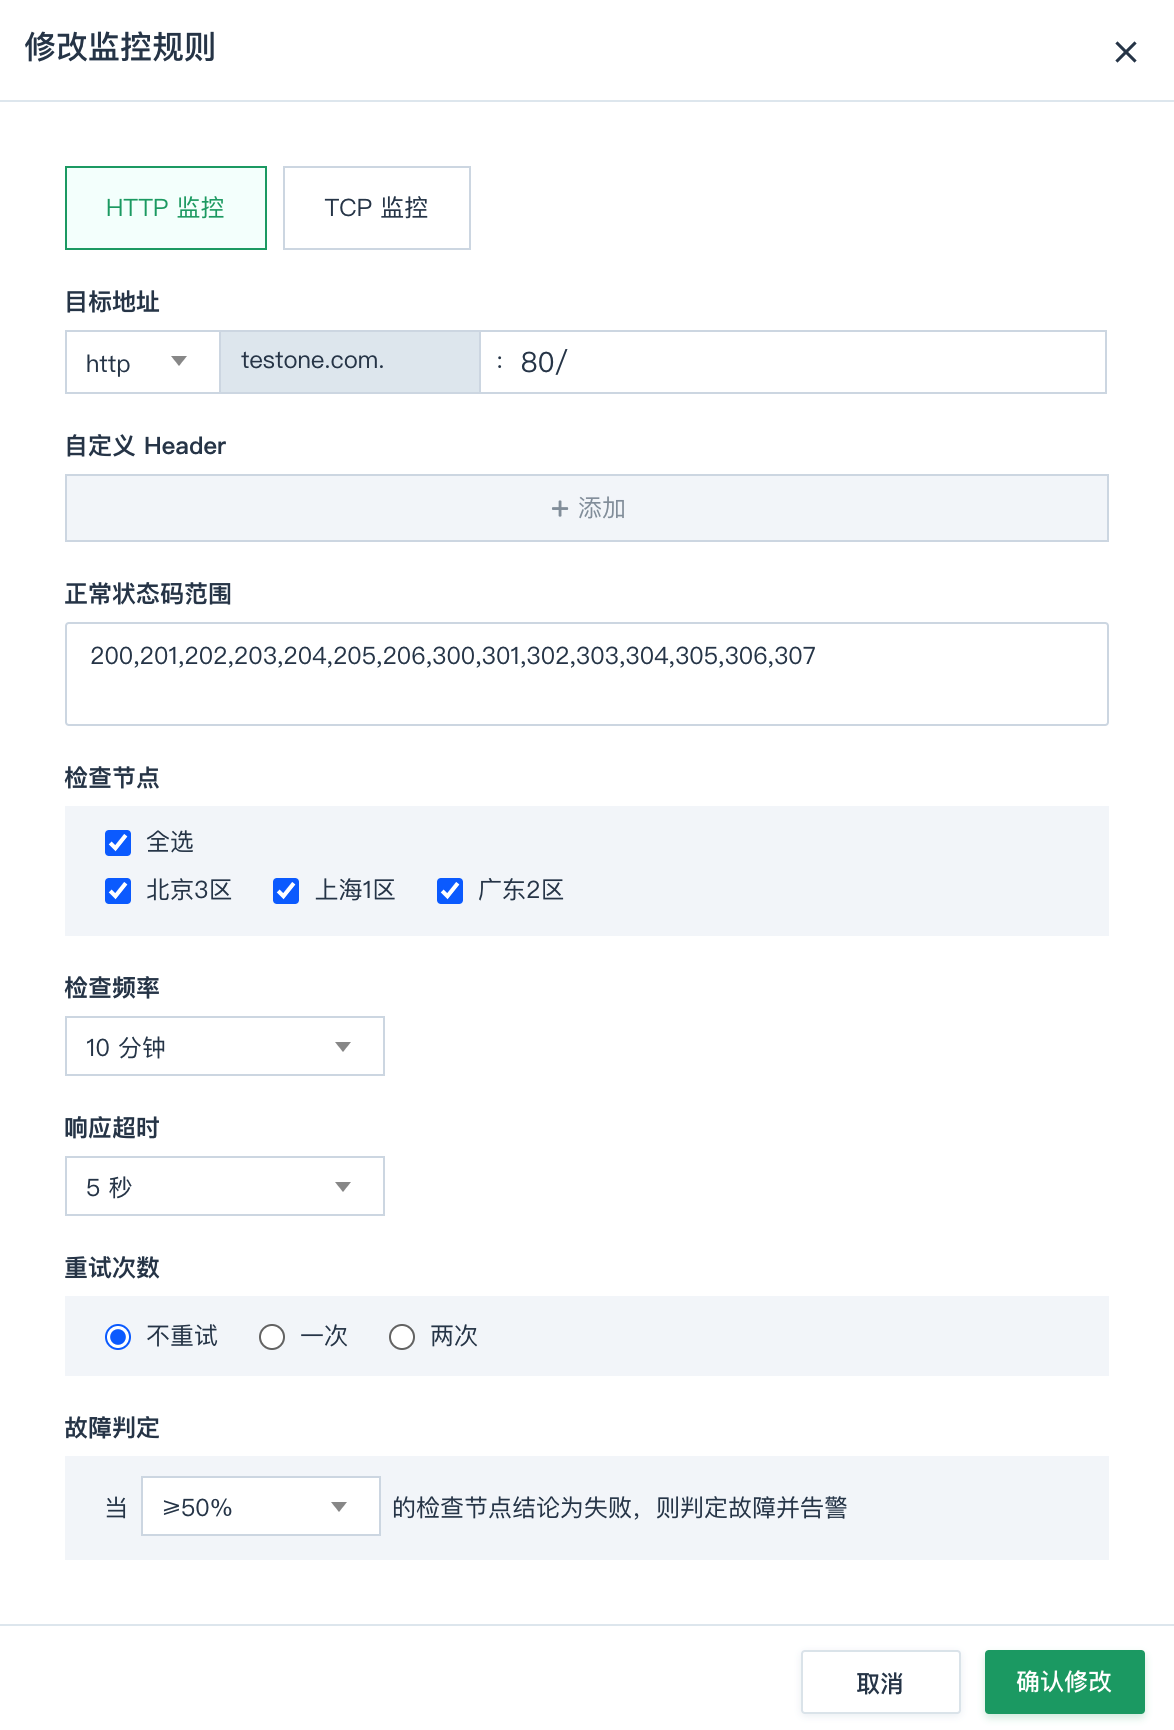 修改监控规则
HTTP 监控
TCP 监控
目标地址
http
testone.com.
: 80/
自定义 Header
+ 添加
正常状态码范围
200,201,202,203,204,205,206,300,301,302,303,304,305,306,307
检查节点
全选
北京3区 上海1区 广东2区
检查频率
10 分钟
响应超时
5 秒
重试次数
不重试 一次 两次
故障判定
当 ⩾50% 的检查节点结论为失败，则判定故障并告警
取消
确认修改